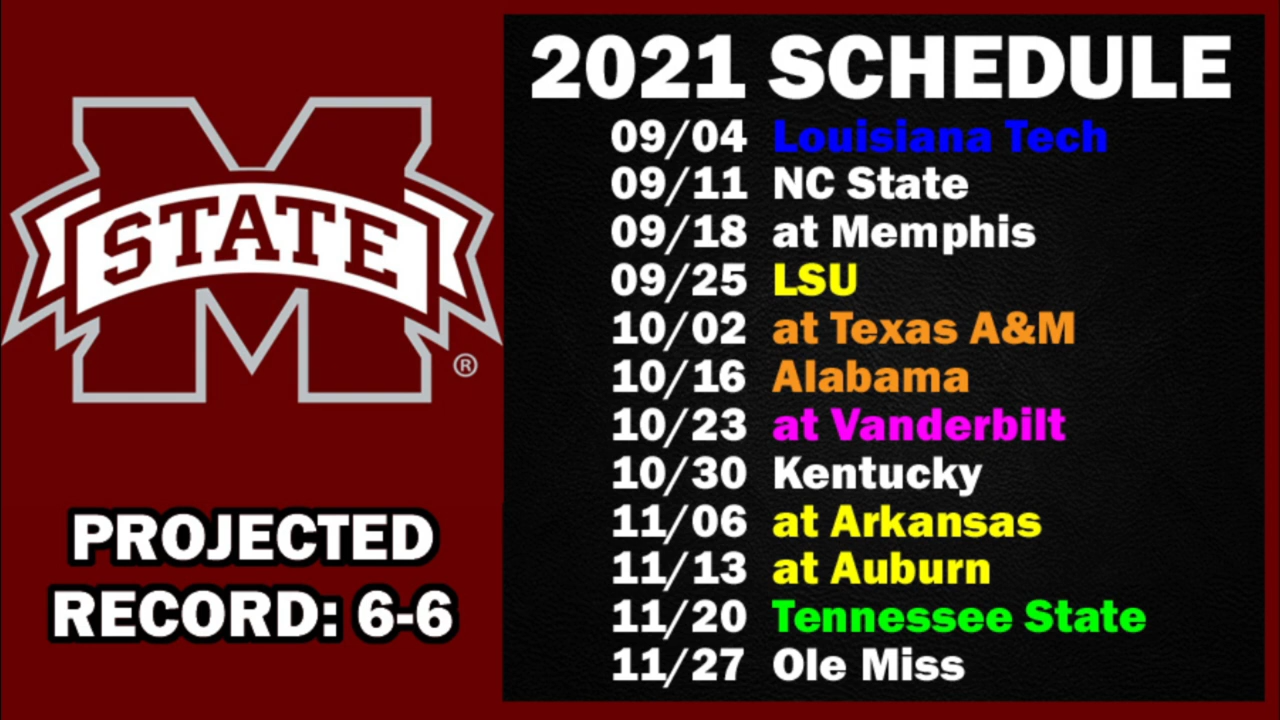 STATE
®
PROJECTED
RECORD: 6-6
2021 SCHEDULE
09/04 Louisiana Tech
09/11 NC State
09/18 at Memphis
09/25 LSU
10/02 at Texas A&M
10/16 Alabama
10/23 at Vanderbilt
10/30 Kentucky
11/06 at Arkansas
11/13 at Auburn
11/20 Tennessee State
11/27 Ole Miss